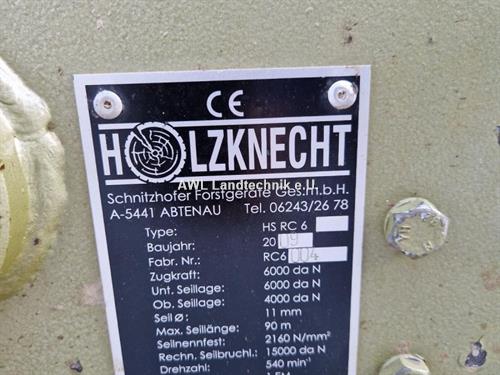 CE
HOLZKNECHT
AWL Landtechnik e.U.
Schnitzhofer Forstgeräte Ges.m.b.H.
A-5441 ABTENAU Tel. 06243/26 78
Type: HS RC 6
Baujahr: 2009
Fabr. Nr.: RC6 004
Zugkraft: 6000 da N
Unt. Seillage: 6000 da N
Ob. Seillage: 4000 da N
Seil ø: 11 mm
Max. Seillänge: 90 m
Seilnennfest: 2160 N/mm²
Rechn. Seilbruchl.: 15000 da N
Drehzahl: 540 min⁻¹